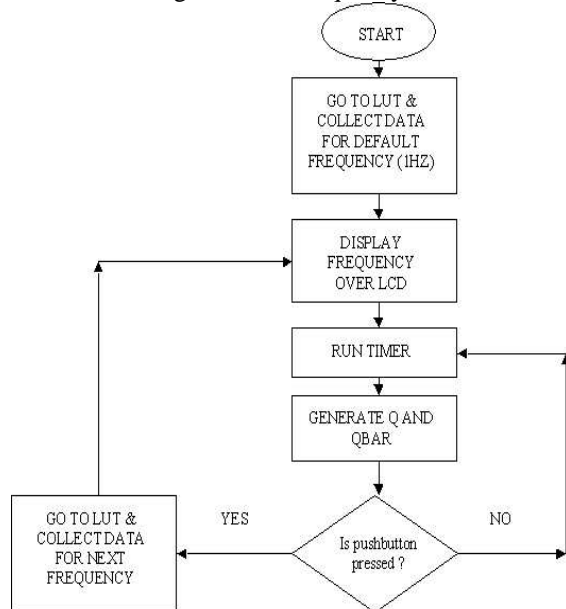 START
GO TO LUT &
COLLECT DATA
FOR DEFAULT
FREQUENCY (1HZ)
DISPLAY
FREQUENCY
OVER LCD
RUN TIMER
GENERATE Q AND
QBAR
GO TO LUT &
COLLECT DATA
FOR NEXT
FREQUENCY
YES
Is pushbutton
pressed ?
NO